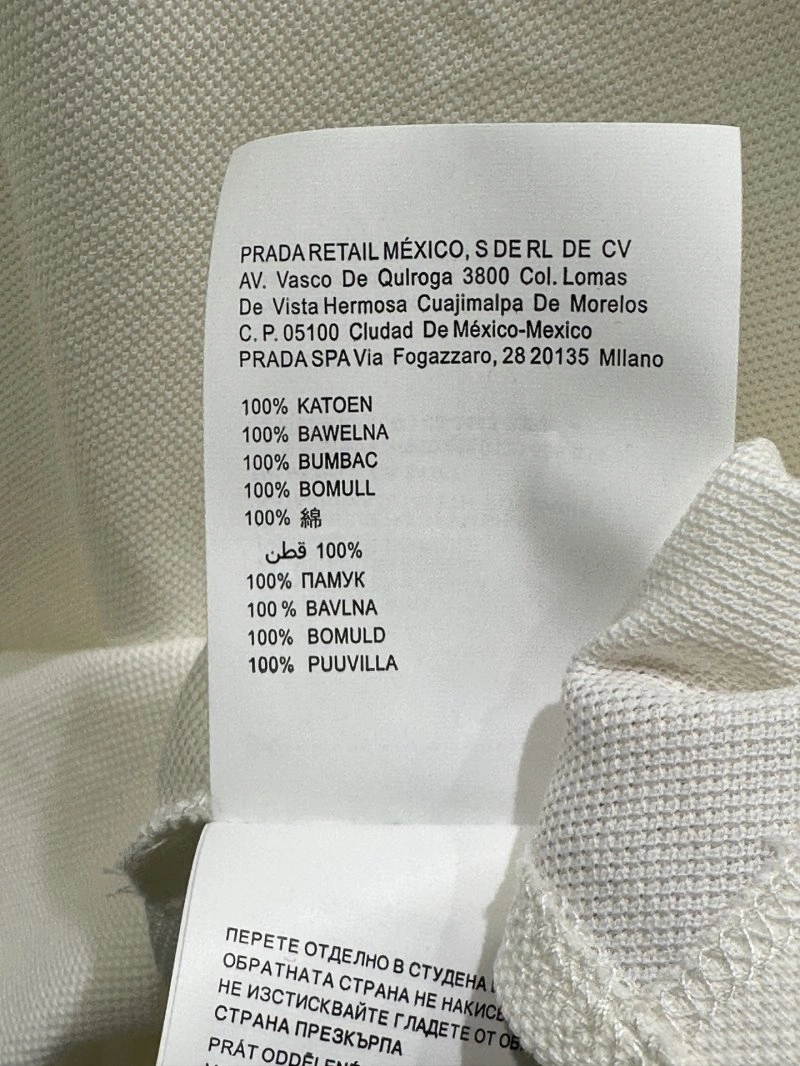 PRADA RETAIL MÉXICO, S DE RL DE CV
AV. Vasco De Qulroga 3800 Col. Lomas
De Vista Hermosa Cuajimalpa De Morelos
C. P. 05100 Cludad De México-Mexico
PRADA SPA Via Fogazzaro, 28 20135 MIlano
100% KATOEN
100% BAWELNA
100% BUMBAC
100% BOMULL
100% 綿
100% قطن
100% ПАМУК
100 % BAVLNA
100% BOMULD
100% PUUVILLA
ПЕРЕТЕ ОТДЕЛНО В СТУДЕНА
ОБРАТНАТА СТРАНА НЕ
НЕ ИЗСТИСКВАЙТЕ ГЛАДЕТЕ ОТ
СТРАНА ПРЕЗКЪРПА
PRÁT ODDĚLENĚ